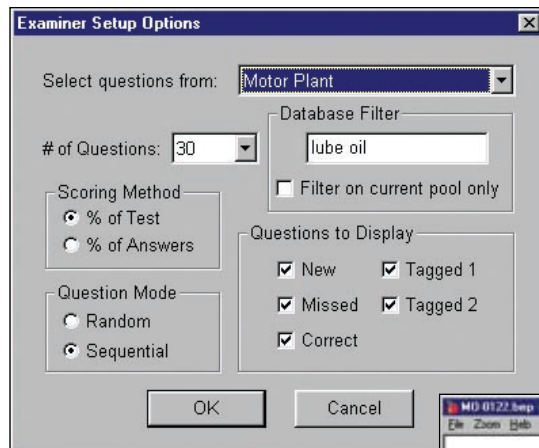 Examiner Setup Options
Select questions from: Motor Plant
Database Filter
# of Questions: 30
lube oil
Filter on current pool only
Scoring Method
% of Test
% of Answers
Questions to Display
New
Tagged 1
Missed
Tagged 2
Correct
Question Mode
Random
Sequential
OK
Cancel
MO 0122.bmp
File Zoom Help